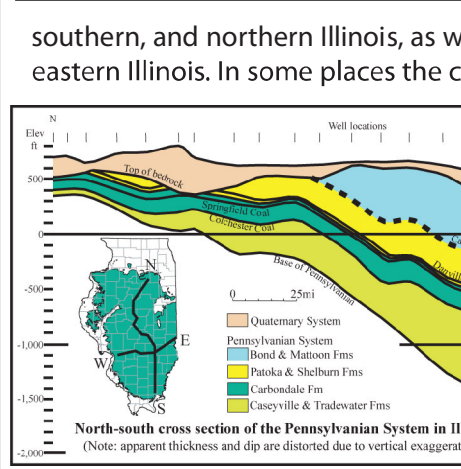 southern, and northern Illinois, as w
eastern Illinois. In some places the c
N
Well locations
Elev
ft
Top of bedrock
500
Springfield Coal
Colchester Coal
0
Ca
Danvill
Base of Pennsylvanian
N
-500
0 25mi
Quaternary System
Pennsylvanian System
E
Bond & Mattoon Fms
-1,000
W
Patoka & Shelburn Fms
Carbondale Fm
-1,500
S
Caseyville & Tradewater Fms
North-south cross section of the Pennsylvanian System in Il
(Note: apparent thickness and dip are distorted due to vertical exaggerat
-2,000